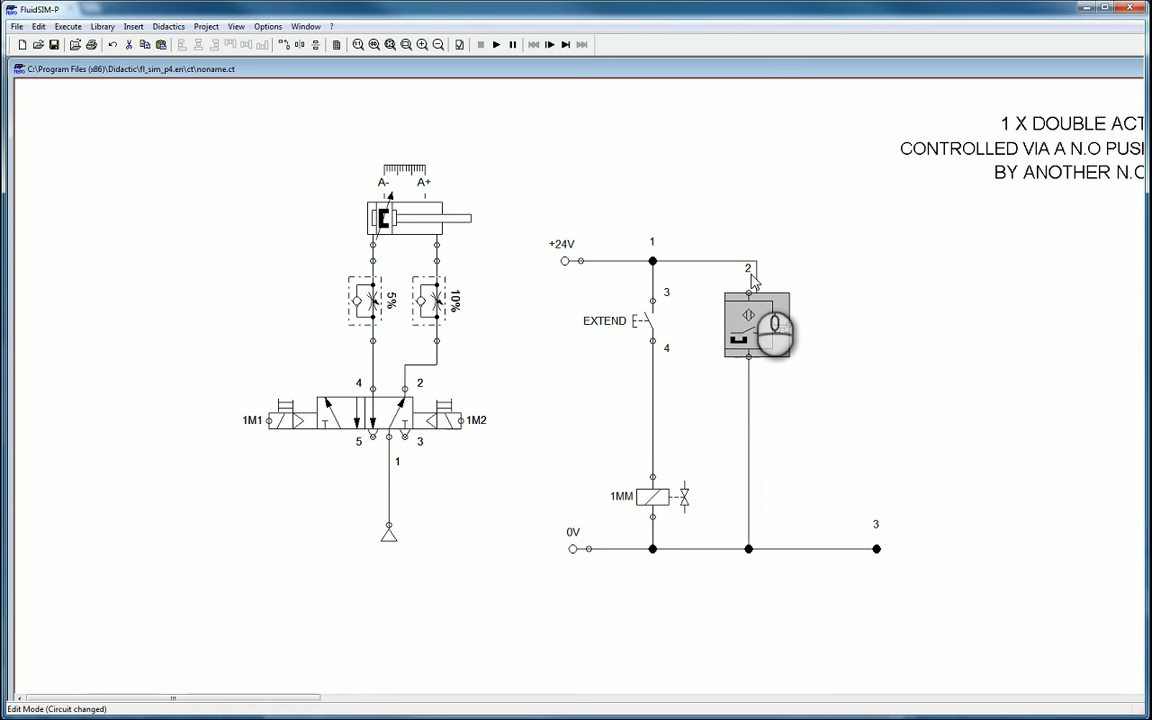 FluidSIM-P
File Edit Execute Library Insert Didactics Project View Options Window ?
C:\Program Files (x86)\Didactic\fl_sim_p4.en\ct\noname.ct
1 X DOUBLE ACT
CONTROLLED VIA A N.O PUSI
BY ANOTHER N.O
A- A+
+24V 1
2
5% 10%
3
EXTEND
4
4 2
1M1 1M2
5 3
1
1MM
0V 3
Edit Mode (Circuit changed)